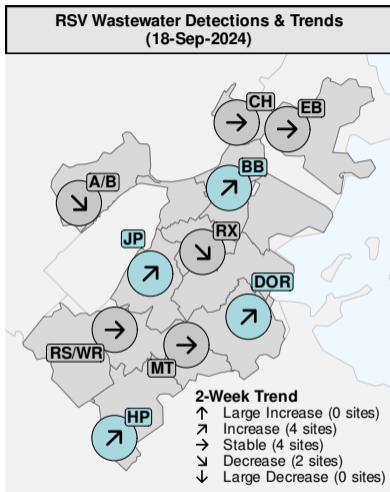 RSV Wastewater Detections & Trends
(18-Sep-2024)
CH
EB
BB
A/B
RX
JP
DOR
RS/WR
MT
HP
2-Week Trend
↑ Large Increase (0 sites)
↗ Increase (4 sites)
→ Stable (4 sites)
↘ Decrease (2 sites)
↓ Large Decrease (0 sites)